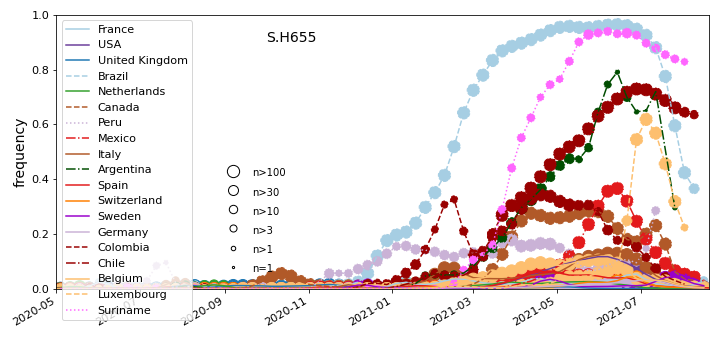 S.H655
frequency
1.0
0.8
0.6
0.4
0.2
0.0
France
USA
United Kingdom
Brazil
Netherlands
Canada
Peru
Mexico
Italy
Argentina
Spain
Switzerland
Sweden
Germany
Colombia
Chile
Belgium
Luxembourg
Suriname
n>100
n>30
n>10
n>3
n>1
n=1
2020-05
2020-09
2020-11
2021-01
2021-03
2021-05
2021-07